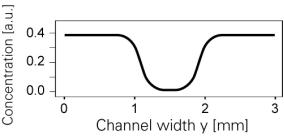 Concentration [a.u.]
0.4
0.2
0.0
0 1 2 3
Channel width y [mm]